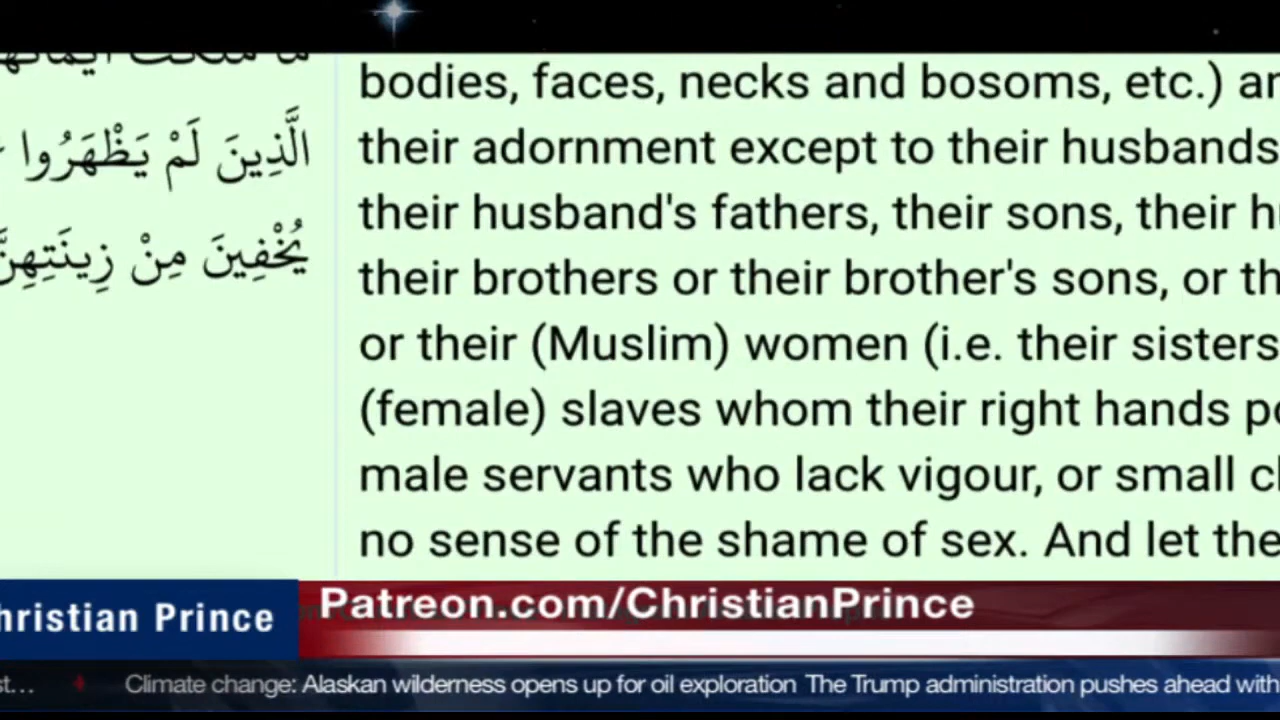 الَّذِينَ لَمْ يَظْهَرُوا
يُخْفِينَ مِنْ زِينَتِهِنَّ
bodies, faces, necks and bosoms, etc.) an
their adornment except to their husbands
their husband's fathers, their sons, their hu
their brothers or their brother's sons, or th
or their (Muslim) women (i.e. their sisters
(female) slaves whom their right hands po
male servants who lack vigour, or small ch
no sense of the shame of sex. And let the
hristian Prince
Patreon.com/ChristianPrince
st... Climate change: Alaskan wilderness opens up for oil exploration The Trump administration pushes ahead with